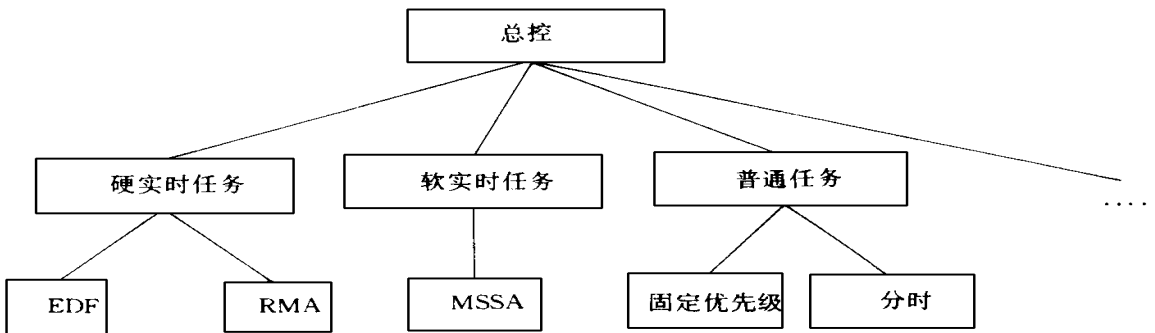 总控
硬实时任务
软实时任务
普通任务
....
EDF
RMA
MSSA
固定优先级
分时